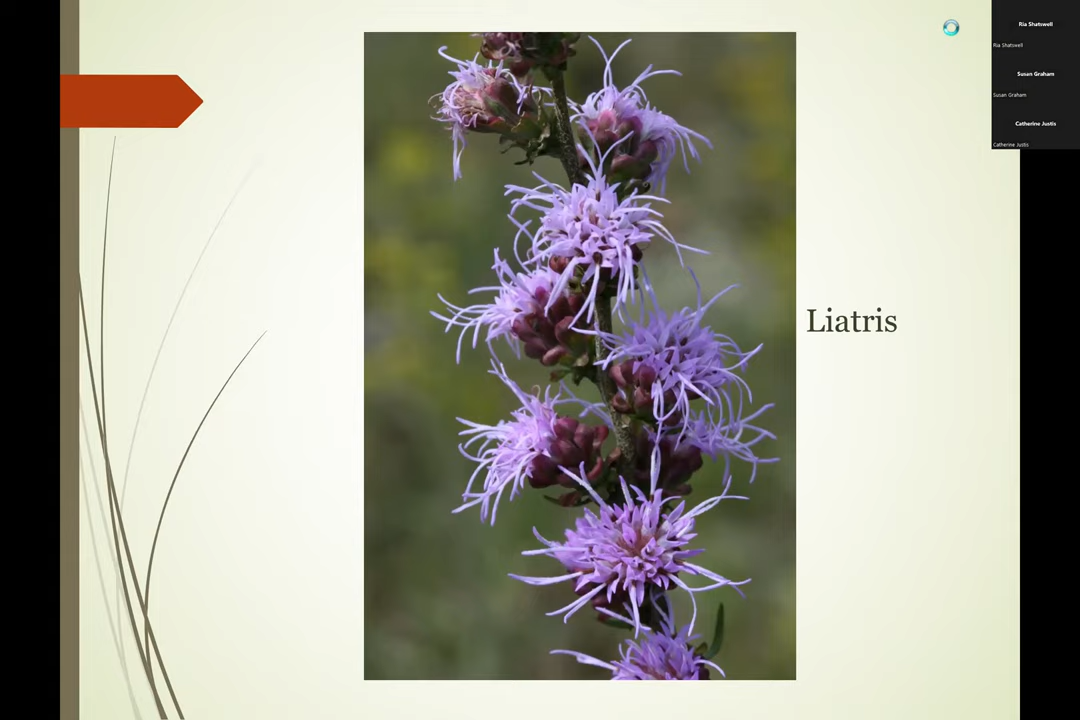 Liatris
Ria Shatswell
Ria Shatswell
Susan Graham
Susan Graham
Catherine Justis
Catherine Justis